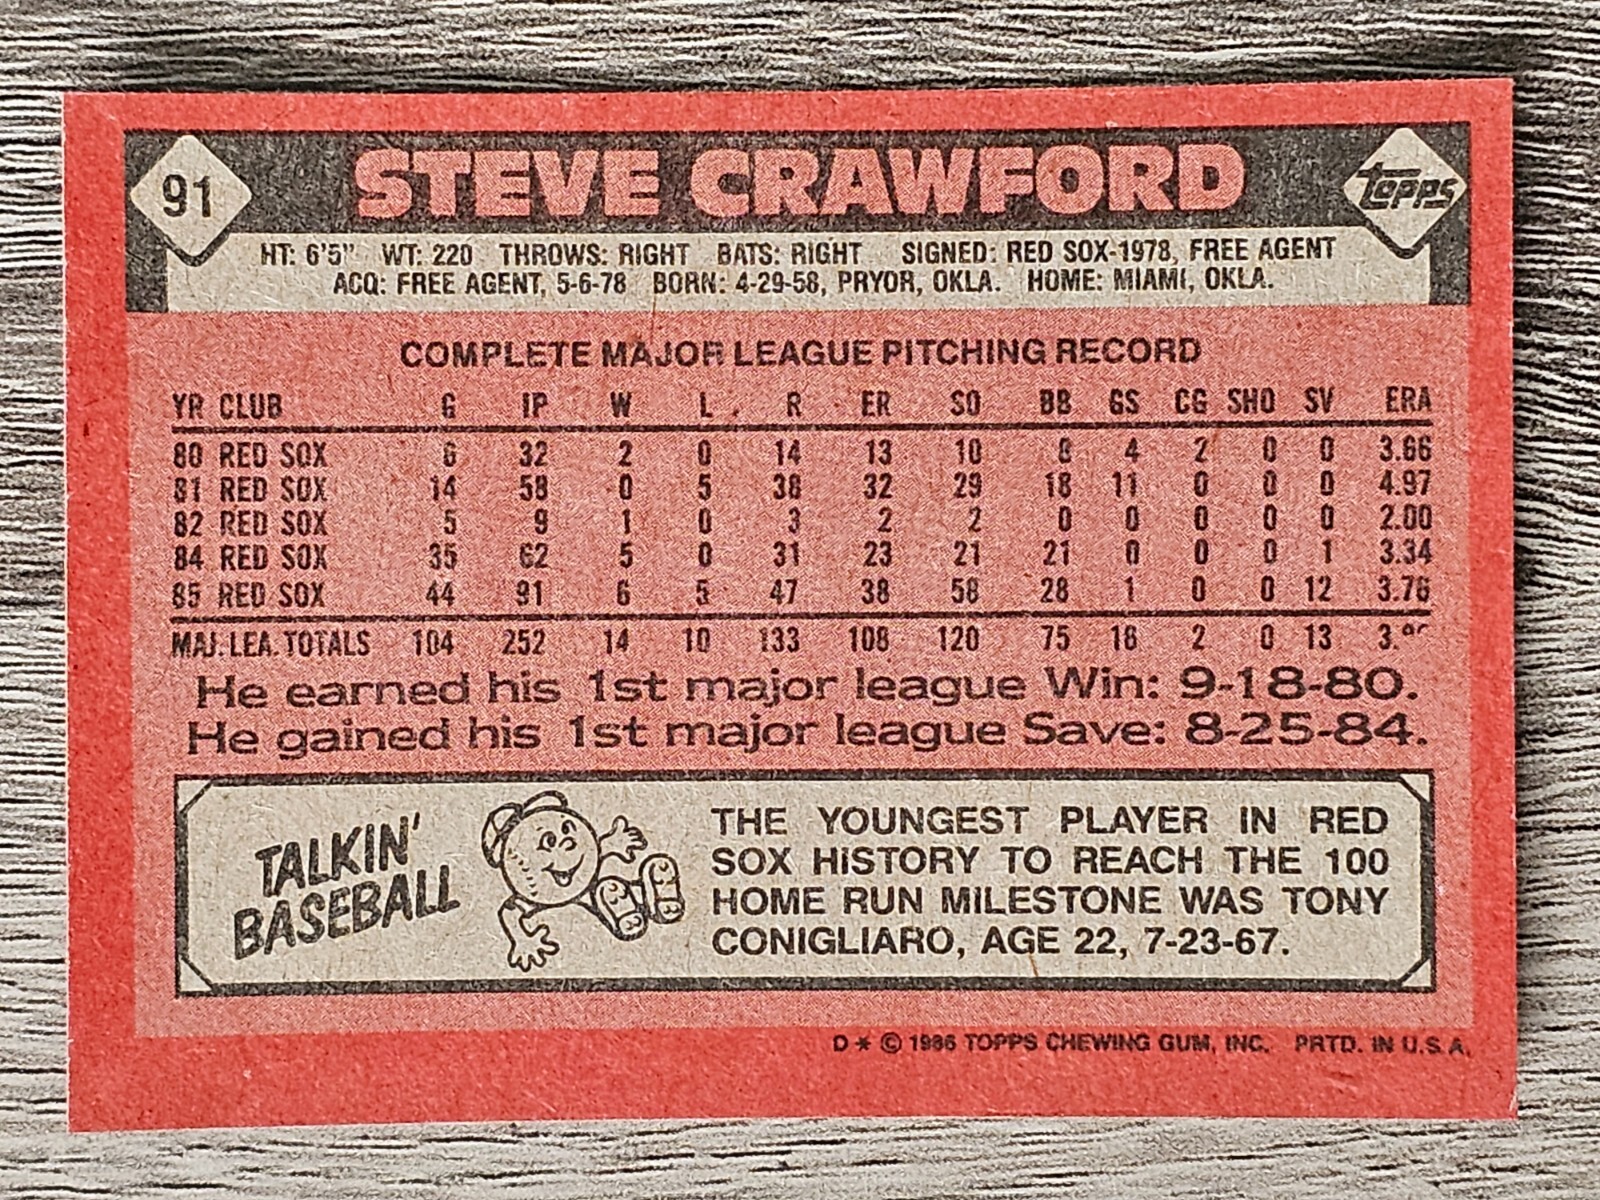 91 STEVE CRAWFORD topps
HT: 6'5" WT: 220 THROWS: RIGHT BATS: RIGHT SIGNED: RED SOX-1978, FREE AGENT
ACQ: FREE AGENT, 5-6-78 BORN: 4-29-58, PRYOR, OKLA. HOME: MIAMI, OKLA.
COMPLETE MAJOR LEAGUE PITCHING RECORD
YR CLUB G IP W L R ER SO BB GS CG SHO SV ERA
80 RED SOX 6 32 2 0 14 13 10 8 4 2 0 0 3.66
81 RED SOX 14 58 0 5 38 32 29 18 11 0 0 0 4.97
82 RED SOX 5 9 1 0 3 2 2 0 0 0 0 0 2.00
84 RED SOX 35 62 5 0 31 23 21 21 0 0 0 1 3.34
85 RED SOX 44 91 6 5 47 38 58 28 1 0 0 12 3.76
MAJ. LEA. TOTALS 104 252 14 10 133 108 120 75 16 2 0 13
He earned his 1st major league Win: 9-18-80.
He gained his 1st major league Save: 8-25-84.
TALKIN'
BASEBALL
THE YOUNGEST PLAYER IN RED
SOX HISTORY TO REACH THE 100
HOME RUN MILESTONE WAS TONY
CONIGLIARO, AGE 22, 7-23-67.
D * © 1986 TOPPS CHEWING GUM, INC. PRTD. IN U.S.A.